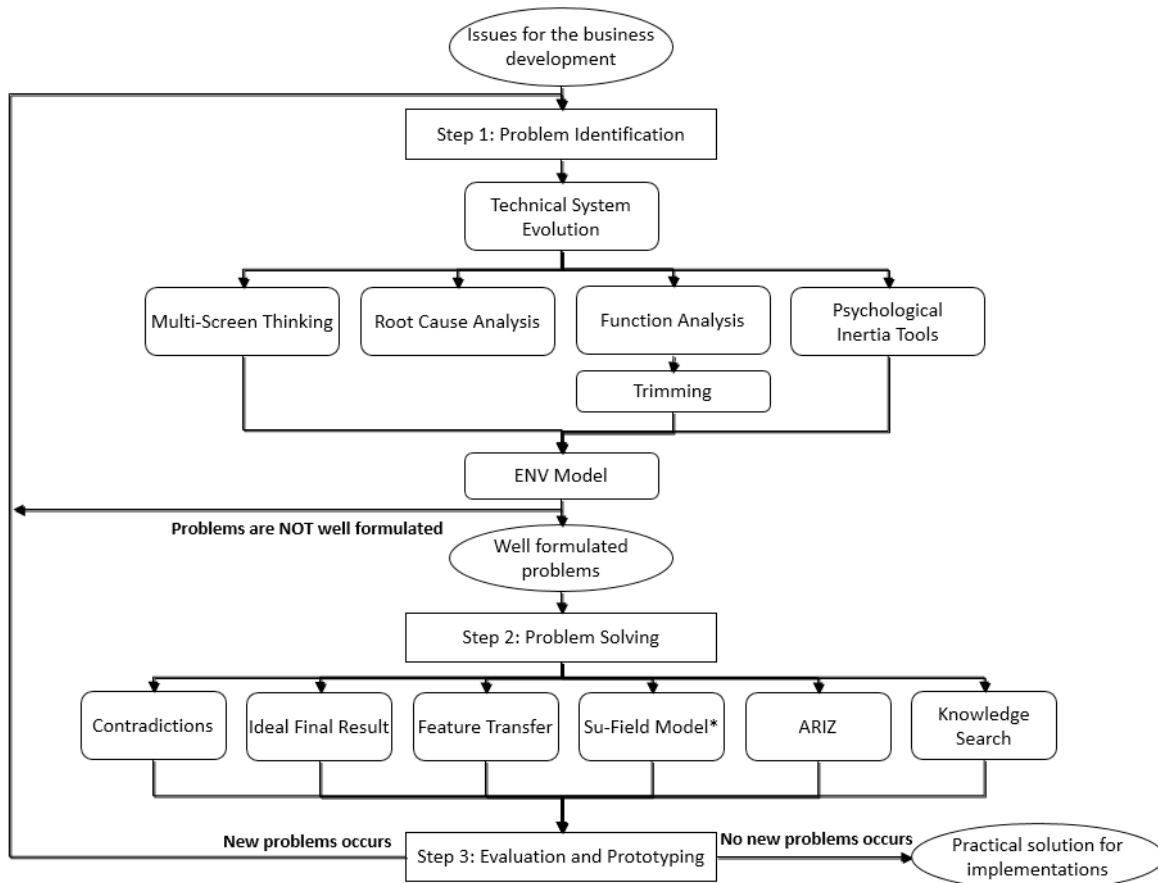 Issues for the business
development
Step 1: Problem Identification
Technical System
Evolution
Multi-Screen Thinking
Root Cause Analysis
Function Analysis
Psychological
Inertia Tools
Trimming
ENV Model
Problems are NOT well formulated
Well formulated
problems
Step 2: Problem Solving
Contradictions
Ideal Final Result
Feature Transfer
Su-Field Model*
ARIZ
Knowledge
Search
New problems occurs
Step 3: Evaluation and Prototyping
No new problems occurs
Practical solution for
implementations